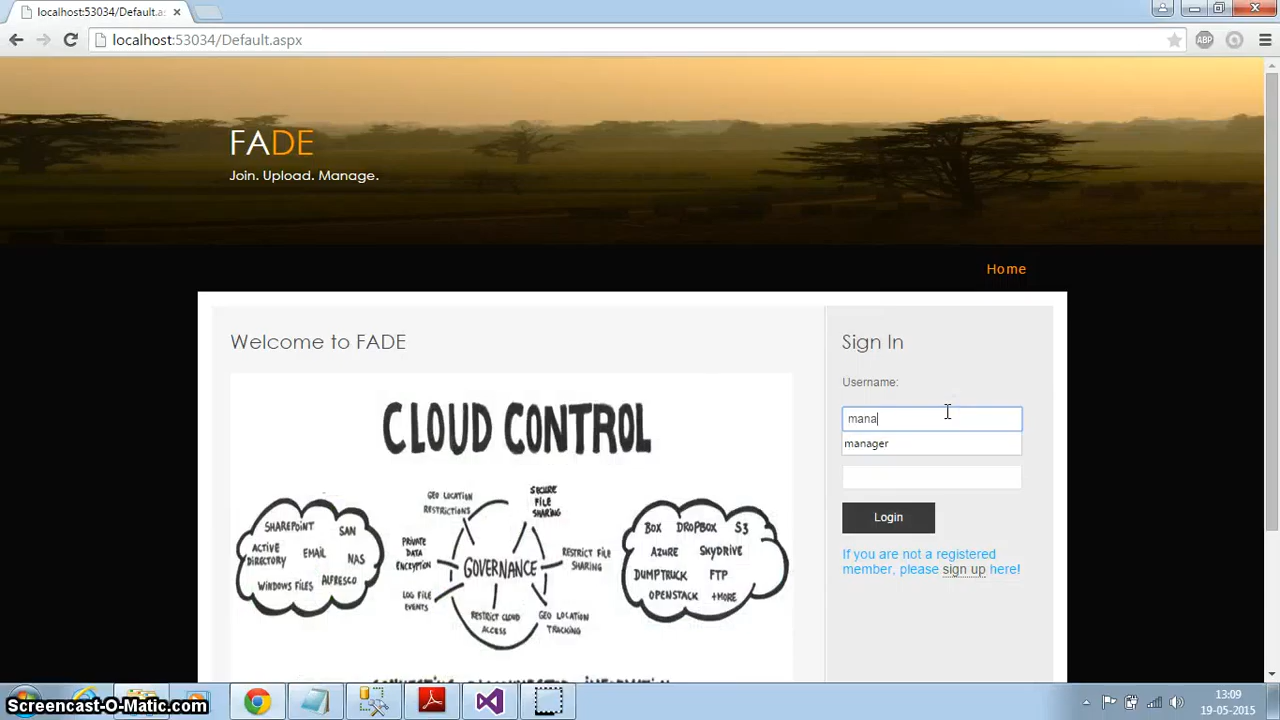 localhost:53034/Default.as
localhost:53034/Default.aspx
ABP
FADE
Join. Upload. Manage.
Home
Welcome to FADE
CLOUD CONTROL
SHAREPOINT
SAN
ACTIVE
DIRECTORY
EMAIL
NAS
WINDOWS FILES
ALFRESCO
GEO LOCATION
RESTRICTIONS
SECURE
FILE
SHARING
PRIVATE
DATA
ENCRYPTION
GOVERNANCE
RESTRICT FILE
SHARING
LOG FILE
EVENTS
RESTRICT CLOUD
ACCESS
GEO LOCATION
TRACKING
BOX DROPBOX S3
AZURE SKYDRIVE
DUMPTRUCK FTP
OPENSTACK +MORE
Sign In
Username:
mana
manager
Login
If you are not a registered
member, please sign up here!
Screencast-O-Matic.com
13:09
19-05-2015